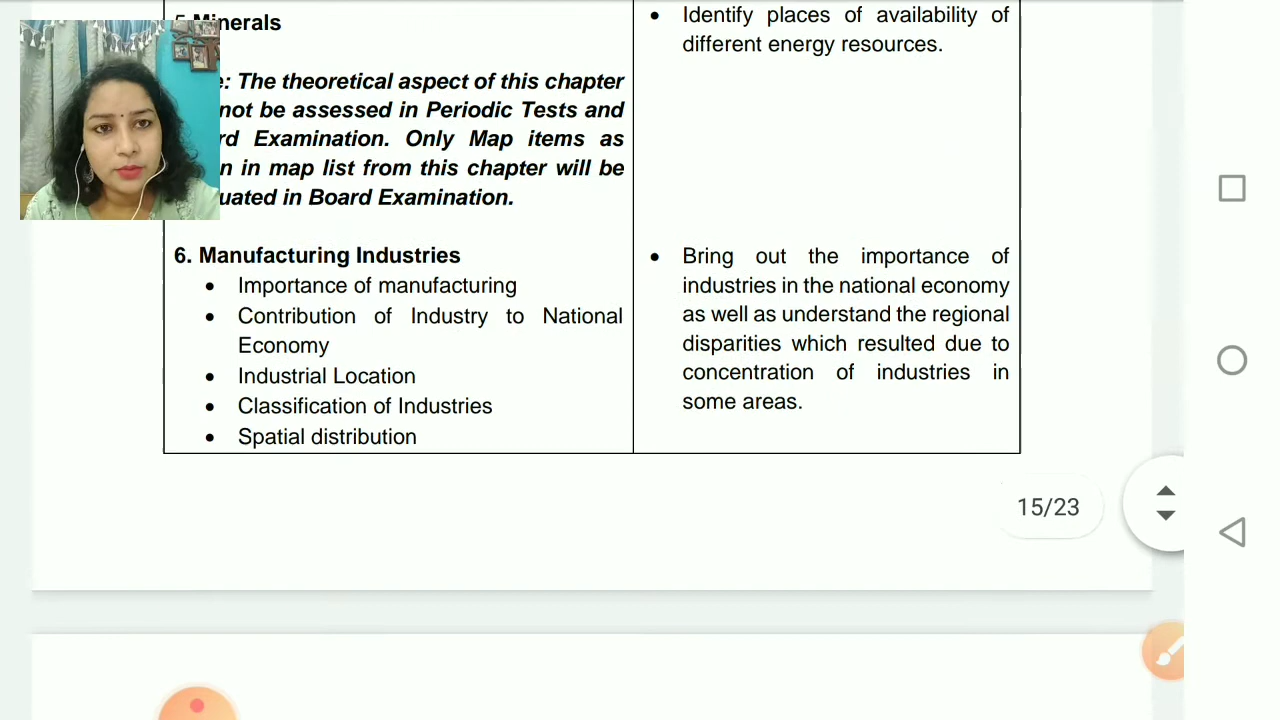 5 Minerals
e: The theoretical aspect of this chapter
not be assessed in Periodic Tests and
rd Examination. Only Map items as
n in map list from this chapter will be
uated in Board Examination.
6. Manufacturing Industries
• Importance of manufacturing
• Contribution of Industry to National
Economy
• Industrial Location
• Classification of Industries
• Spatial distribution
• Identify places of availability of
different energy resources.
• Bring out the importance of
industries in the national economy
as well as understand the regional
disparities which resulted due to
concentration of industries in
some areas.
15/23